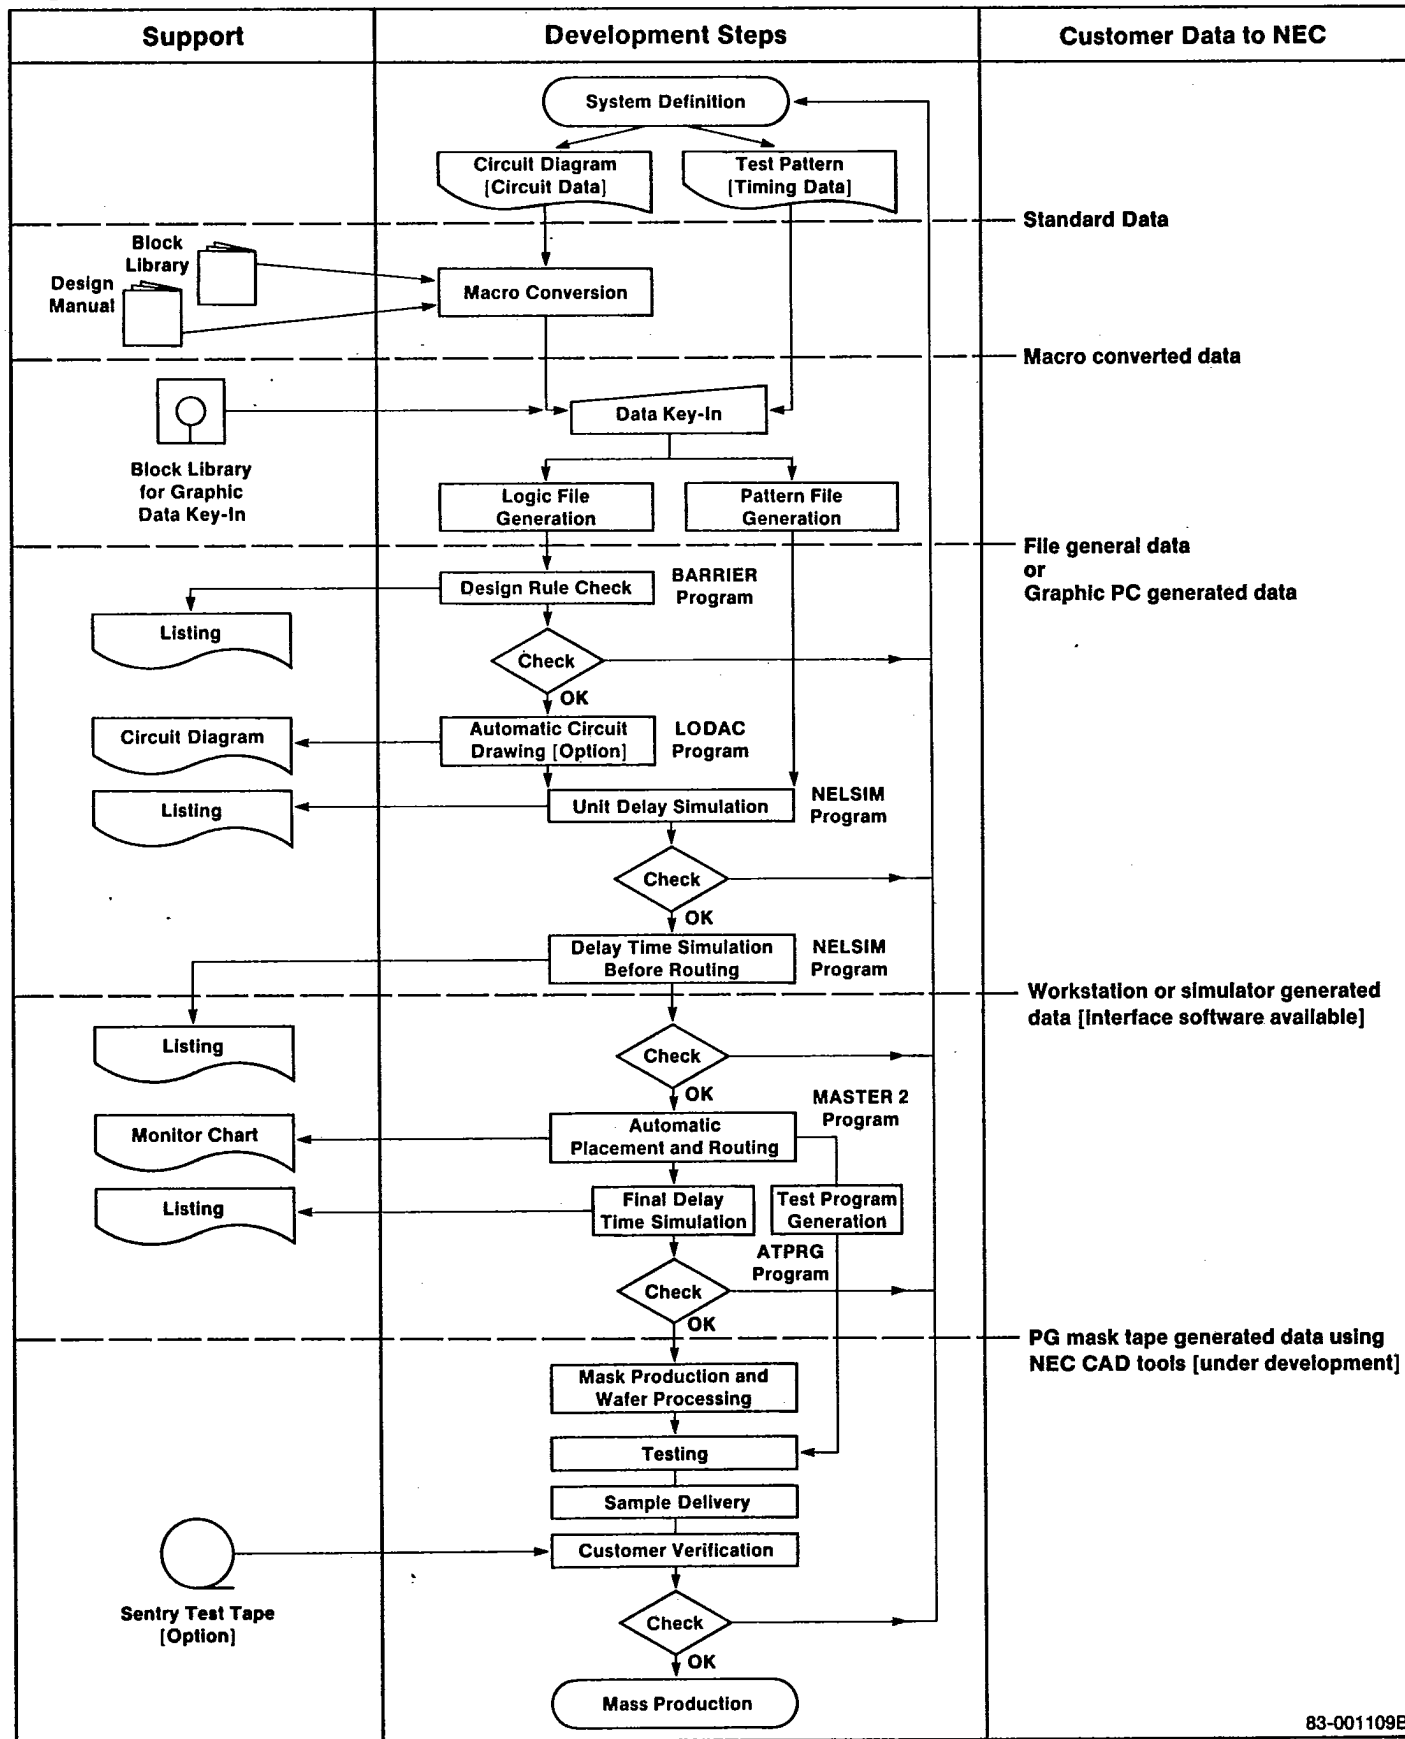 Support
Development Steps
Customer Data to NEC
System Definition
Circuit Diagram
[Circuit Data]
Test Pattern
[Timing Data]
Standard Data
Block
Library
Design
Manual
Macro Conversion
Macro converted data
Data Key-In
Block Library
for Graphic
Data Key-In
Logic File
Generation
Pattern File
Generation
File general data
or
Graphic PC generated data
Design Rule Check
BARRIER
Program
Listing
Check
OK
Circuit Diagram
Automatic Circuit
Drawing [Option]
LODAC
Program
Listing
Unit Delay Simulation
NELSIM
Program
Check
OK
Delay Time Simulation
Before Routing
NELSIM
Program
Workstation or simulator generated
data [interface software available]
Listing
Check
OK
MASTER 2
Program
Monitor Chart
Automatic
Placement and Routing
Listing
Final Delay
Time Simulation
Test Program
Generation
ATPRG
Program
Check
OK
PG mask tape generated data using
NEC CAD tools [under development]
Mask Production and
Wafer Processing
Testing
Sample Delivery
Customer Verification
Sentry Test Tape
[Option]
Check
OK
Mass Production
83-001109B